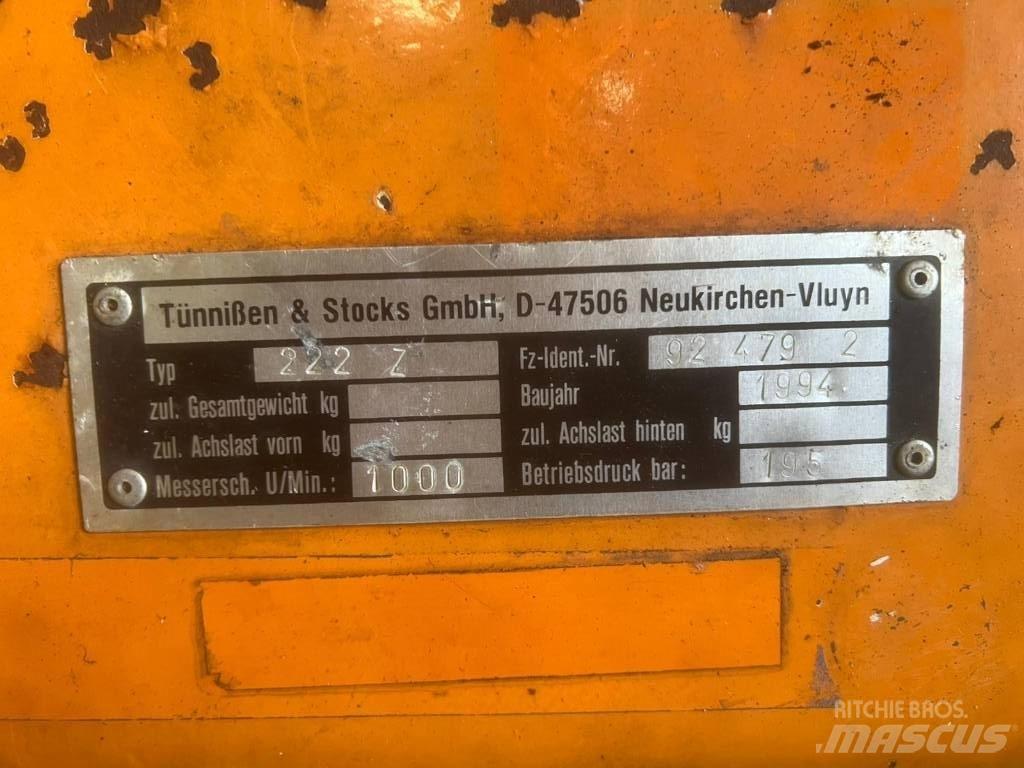 Tünnißen & Stocks GmbH, D-47506 Neukirchen-Vluyn
Typ 222 Z Fz-Ident.-Nr. 92 479 2
zul. Gesamtgewicht kg Baujahr 1994
zul. Achslast vorn kg zul. Achslast hinten kg
Messersch. U/Min.: 1000 Betriebsdruck bar: 195
RITCHIE BROS.
MASCUS